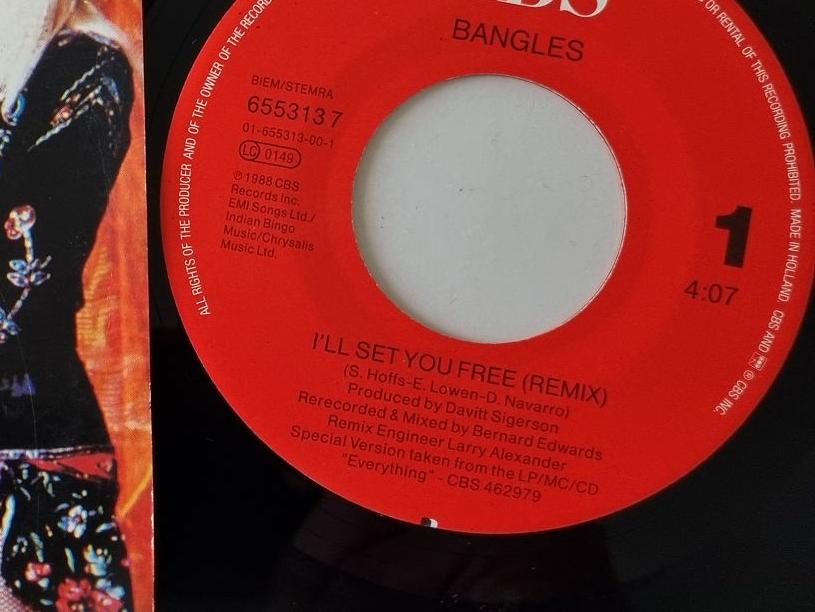 BANGLES
BIEM/STEMRA
6553137
01-655313-00-1
LC 0149
℗ 1988 CBS
Records Inc.
EMI Songs Ltd./
Indian Bingo
Music/Chrysalis
Music Ltd.
1
4:07
I'LL SET YOU FREE (REMIX)
(S. Hoffs-E. Lowen-D. Navarro)
Produced by Davitt Sigerson
Rerecorded & Mixed by Bernard Edwards
Remix Engineer Larry Alexander
Special Version taken from the LP/MC/CD
"Everything" - CBS 462979
ALL RIGHTS OF THE PRODUCER AND OF THE OWNER OF THE
OR RENTAL OF THIS RECORDING PROHIBITED. MADE IN HOLLAND. CBS AND ® CBS INC.